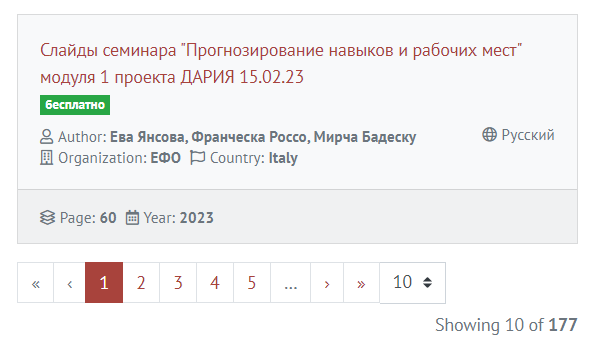 Слайды семинара "Прогнозирование навыков и рабочих мест"
модуля 1 проекта ДАРИЯ 15.02.23
бесплатно
Author: Ева Янсова, Франческа Россо, Мирча Бадеску
Русский
Organization: ЕФО Country: Italy
Page: 60 Year: 2023
« ‹ 1 2 3 4 5 ... › » 10
Showing 10 of 177